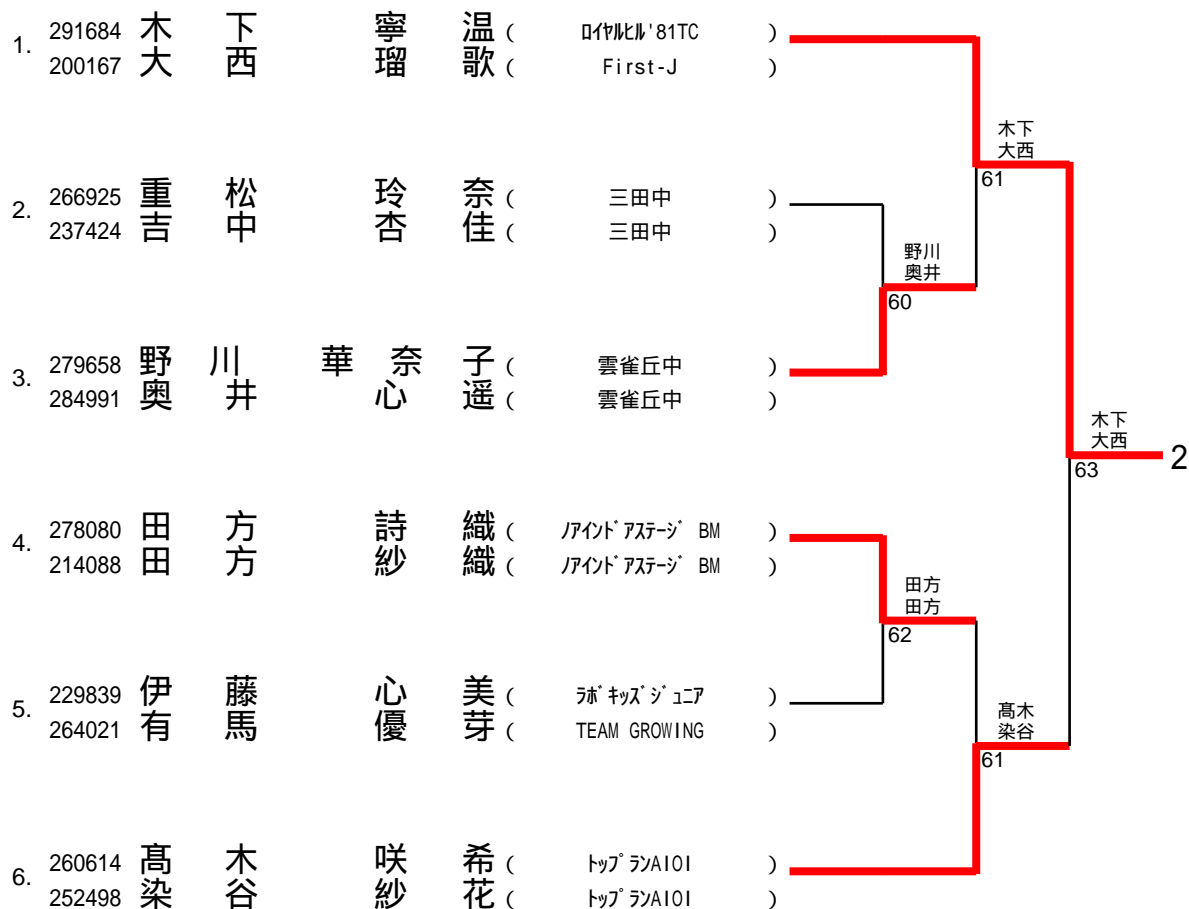 1. 291684 木下 寧温 ( ﾛｲﾔﾙﾋﾙ'81TC )
200167 大西 瑠歌 ( First-J )
木下
大西
61
2. 266925 重松 玲奈 ( 三田中 )
237424 吉中 杏佳 ( 三田中 )
野川
奥井
60
3. 279658 野川 華奈子 ( 雲雀丘中 )
284991 奥井 心遥 ( 雲雀丘中 )
木下
大西
63
2
4. 278080 田方 詩織 ( ﾉｱｲﾝﾄﾞｱｽﾃｰｼﾞ BM )
214088 田方 紗織 ( ﾉｱｲﾝﾄﾞｱｽﾃｰｼﾞ BM )
田方
田方
62
5. 229839 伊藤 心美 ( ﾗﾎﾞｷｯｽﾞｼﾞｭﾆｱ )
264021 有馬 優芽 ( TEAM GROWING )
髙木
染谷
61
6. 260614 髙木 咲希 ( ﾄｯﾌﾟﾗﾝAIOI )
252498 染谷 紗花 ( ﾄｯﾌﾟﾗﾝAIOI )